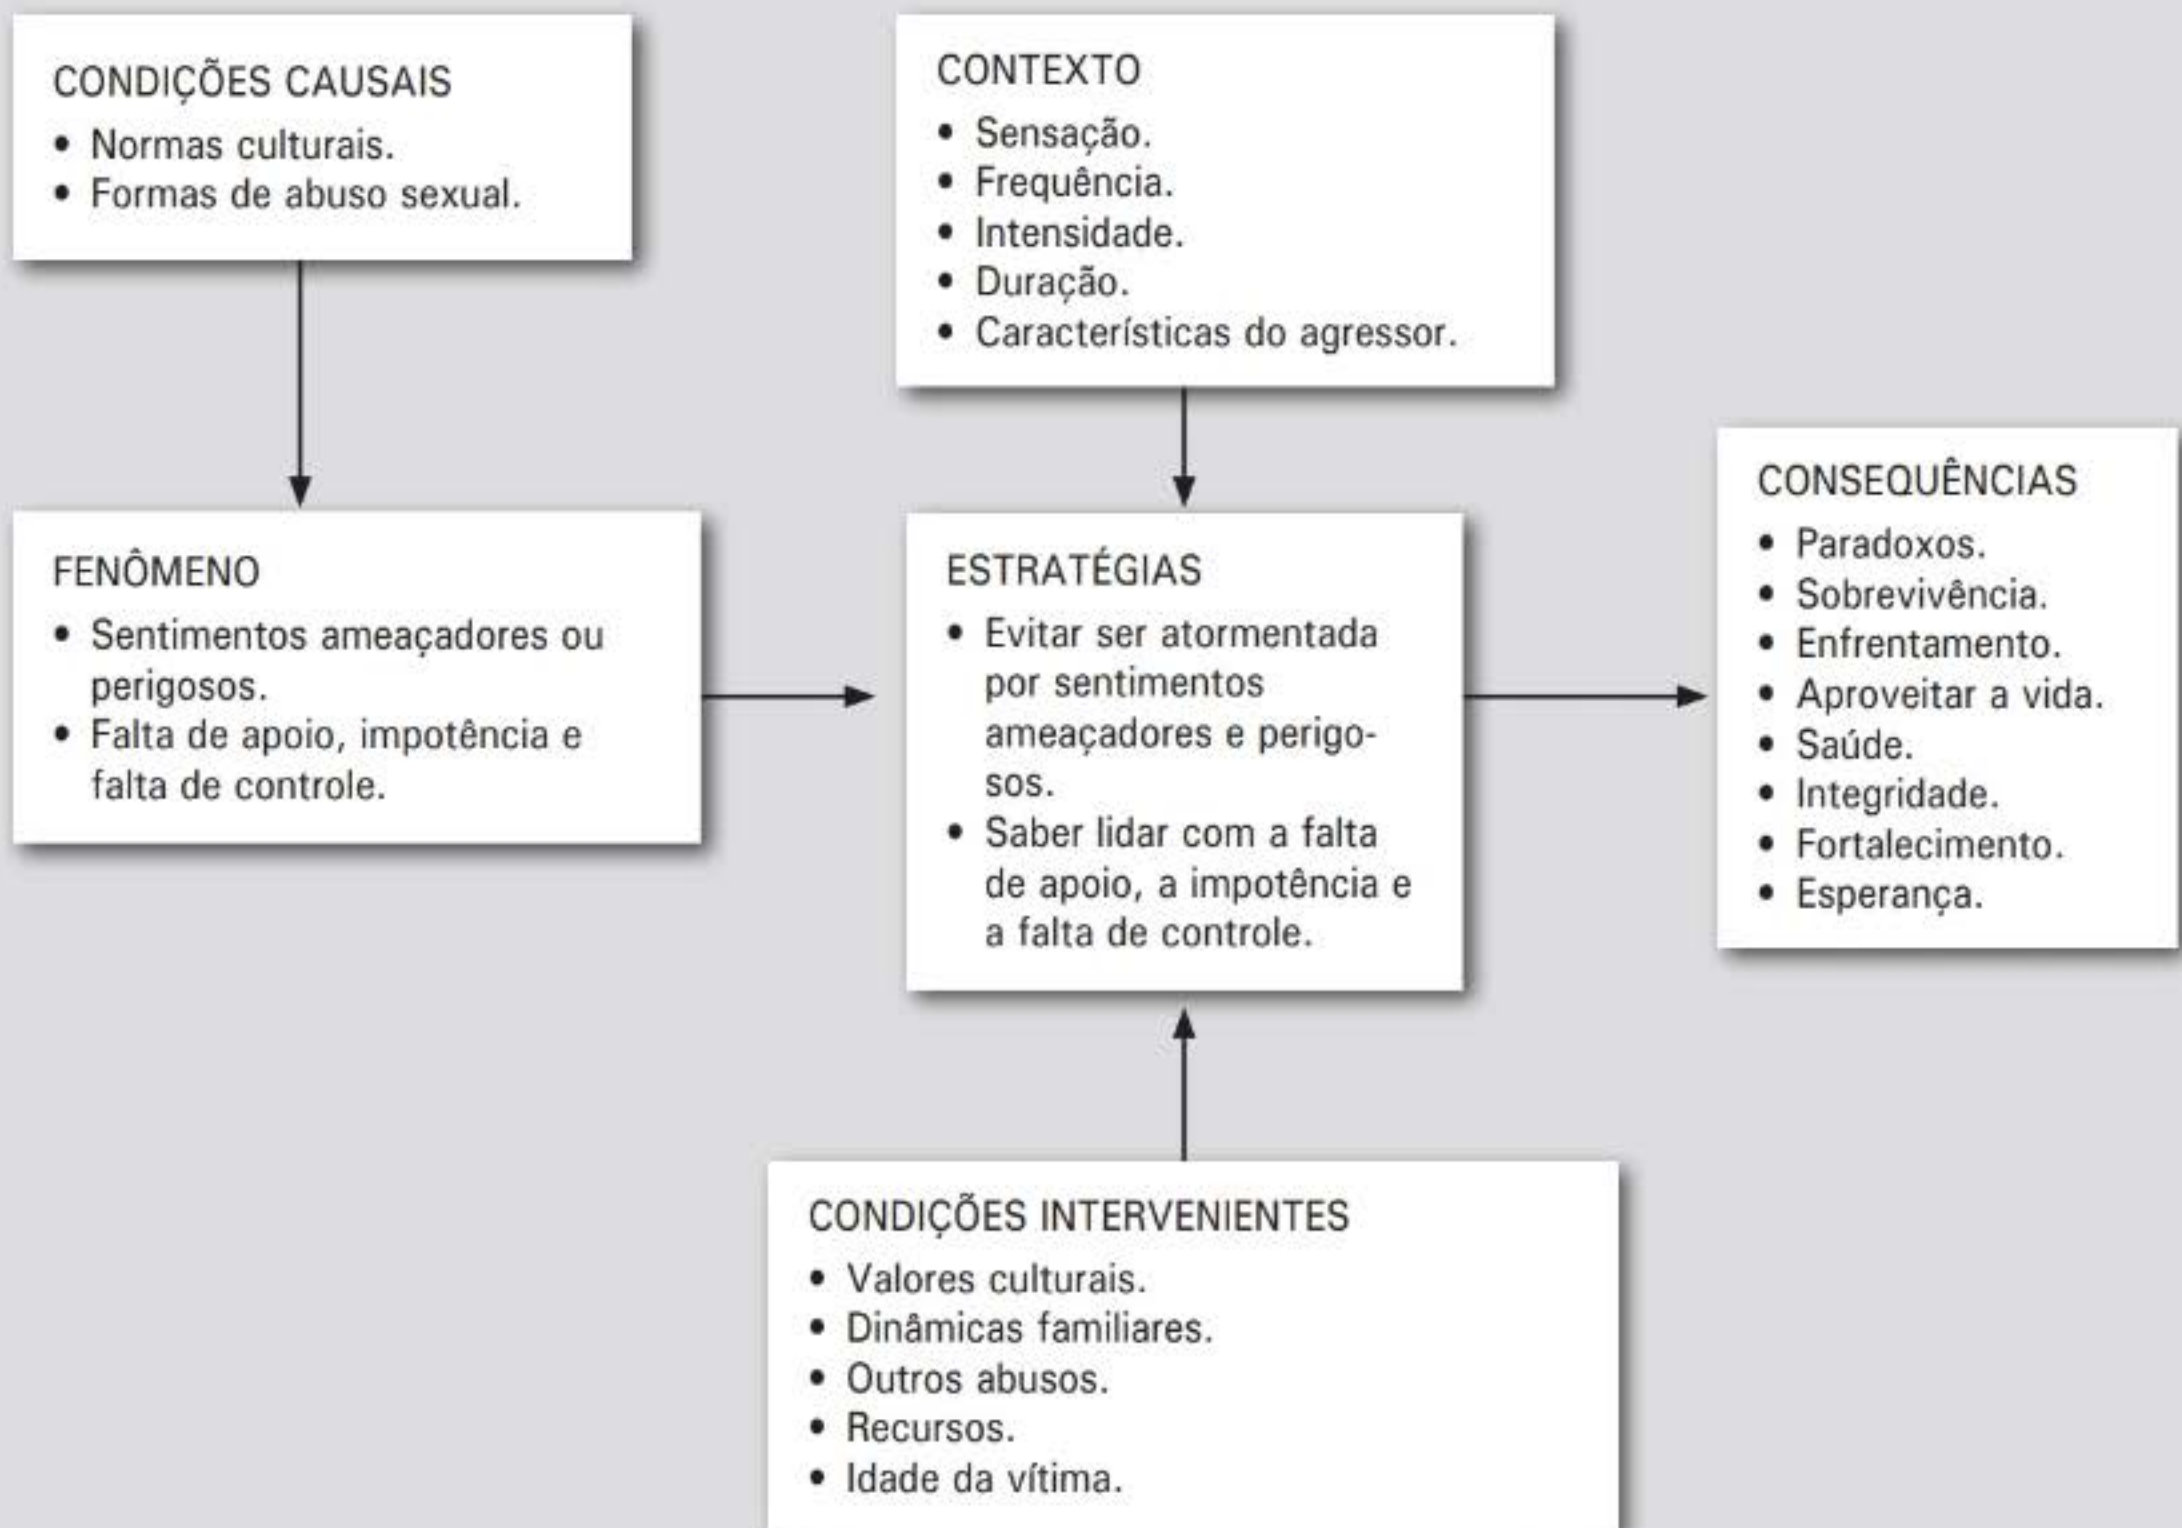 CONDIÇÕES CAUSAIS
• Normas culturais.
• Formas de abuso sexual.
CONTEXTO
• Sensação.
• Frequência.
• Intensidade.
• Duração.
• Características do agressor.
FENÔMENO
• Sentimentos ameaçadores ou
perigosos.
• Falta de apoio, impotência e
falta de controle.
ESTRATÉGIAS
• Evitar ser atormentada
por sentimentos
ameaçadores e perigo-
sos.
• Saber lidar com a falta
de apoio, a impotência e
a falta de controle.
CONSEQUÊNCIAS
• Paradoxos.
• Sobrevivência.
• Enfrentamento.
• Aproveitar a vida.
• Saúde.
• Integridade.
• Fortalecimento.
• Esperança.
CONDIÇÕES INTERVENIENTES
• Valores culturais.
• Dinâmicas familiares.
• Outros abusos.
• Recursos.
• Idade da vítima.